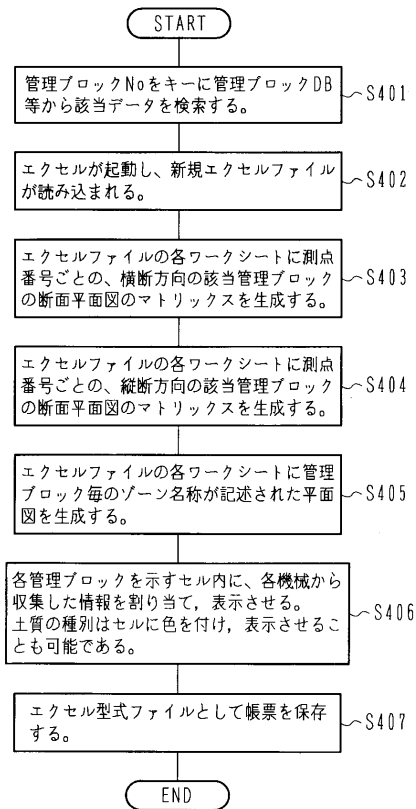 START
管理ブロックNoをキーに管理ブロックDB
等から該当データを検索する。
S401
エクセルが起動し、新規エクセルファイル
が読み込まれる。
S402
エクセルファイルの各ワークシートに測点
番号ごとの、横断方向の該当管理ブロック
の断面平面図のマトリックスを生成する。
S403
エクセルファイルの各ワークシートに測点
番号ごとの、縦断方向の該当管理ブロック
の断面平面図のマトリックスを生成する。
S404
エクセルファイルの各ワークシートに管理
ブロック毎のゾーン名称が記述された平面
図を生成する。
S405
各管理ブロックを示すセル内に、各機械から
収集した情報を割り当て，表示させる。
土質の種別はセルに色を付け，表示させるこ
とも可能である。
S406
エクセル型式ファイルとして帳票を保存
する。
S407
END